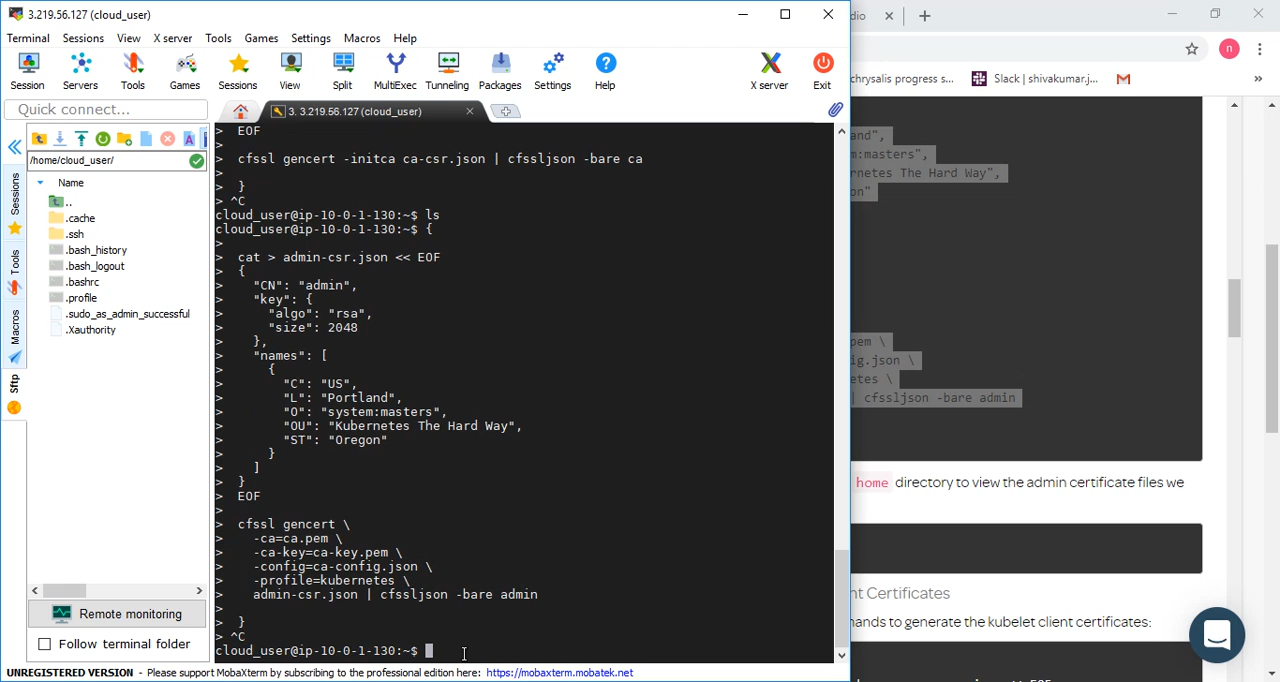 3.219.56.127 (cloud_user)
Terminal Sessions View X server Tools Games Settings Macros Help
Session Servers Tools Games Sessions View Split MultiExec Tunneling Packages Settings Help X server Exit
Quick connect...
3. 3.219.56.127 (cloud_user)
/home/cloud_user/
Name
..
.cache
.ssh
.bash_history
.bash_logout
.bashrc
.profile
.sudo_as_admin_successful
.Xauthority
Sessions
Tools
Macros
Sftp
Remote monitoring
Follow terminal folder
> EOF
>
> cfssl gencert -initca ca-csr.json | cfssljson -bare ca
>
> }
> ^C
cloud_user@ip-10-0-1-130:~$ ls
cloud_user@ip-10-0-1-130:~$ {
>
> cat > admin-csr.json << EOF
> {
> "CN": "admin",
> "key": {
> "algo": "rsa",
> "size": 2048
> },
> "names": [
> {
> "C": "US",
> "L": "Portland",
> "O": "system:masters",
> "OU": "Kubernetes The Hard Way",
> "ST": "Oregon"
> }
> ]
> }
> EOF
>
> cfssl gencert \
> -ca=ca.pem \
> -ca-key=ca-key.pem \
> -config=ca-config.json \
> -profile=kubernetes \
> admin-csr.json | cfssljson -bare admin
>
> }
> ^C
cloud_user@ip-10-0-1-130:~$
UNREGISTERED VERSION - Please support MobaXterm by subscribing to the professional edition here: https://mobaxterm.mobatek.net
dio
n
chrysalis progress s... Slack | shivakumar.j... »
and",
m:masters",
rnetes The Hard Way",
on"
pem \
ig.json \
etes \
| cfssljson -bare admin
home directory to view the admin certificate files we
nt Certificates
mands to generate the kubelet client certificates: